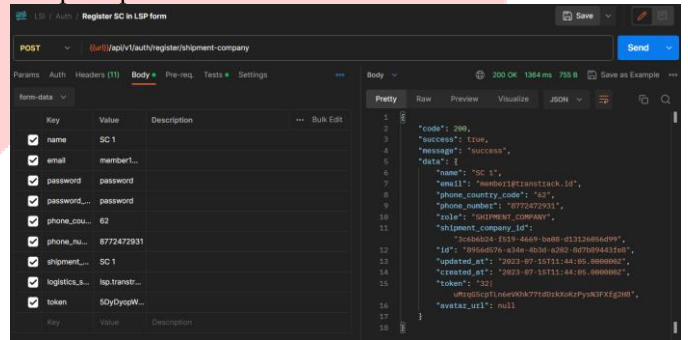 LSI / Auth / Register SC in LSP form
Save
POST
{{url}}/api/v1/auth/register/shipment-company
Send
Params Auth Headers (11) Body Pre-req. Tests Settings
form-data
Key Value Description Bulk Edit
name SC 1
email member1...
password password
password_... password
phone_cou... 62
phone_nu... 8772472931
shipment_... SC 1
logistics_s... lsp.transtr...
token 5DyDyopW...
Key Value Description
Body 200 OK 1364 ms 755 B Save as Example
Pretty Raw Preview Visualize JSON
1 {
2 "code": 200,
3 "success": true,
4 "message": "success",
5 "data": {
6 "name": "SC 1",
7 "email": "member1@transtrack.id",
8 "phone_country_code": "62",
9 "phone_number": "8772472931",
10 "role": "SHIPMENT_COMPANY",
11 "shipment_company_id":
"3c6b6b24-f519-4669-ba08-d13126056d99",
12 "id": "8956d576-a34e-4b3d-a282-8d7b89443fe8",
13 "updated_at": "2023-07-15T11:44:05.000000Z",
14 "created_at": "2023-07-15T11:44:05.000000Z",
15 "token": "32|
16 "avatar_url": null
17 }
18 }